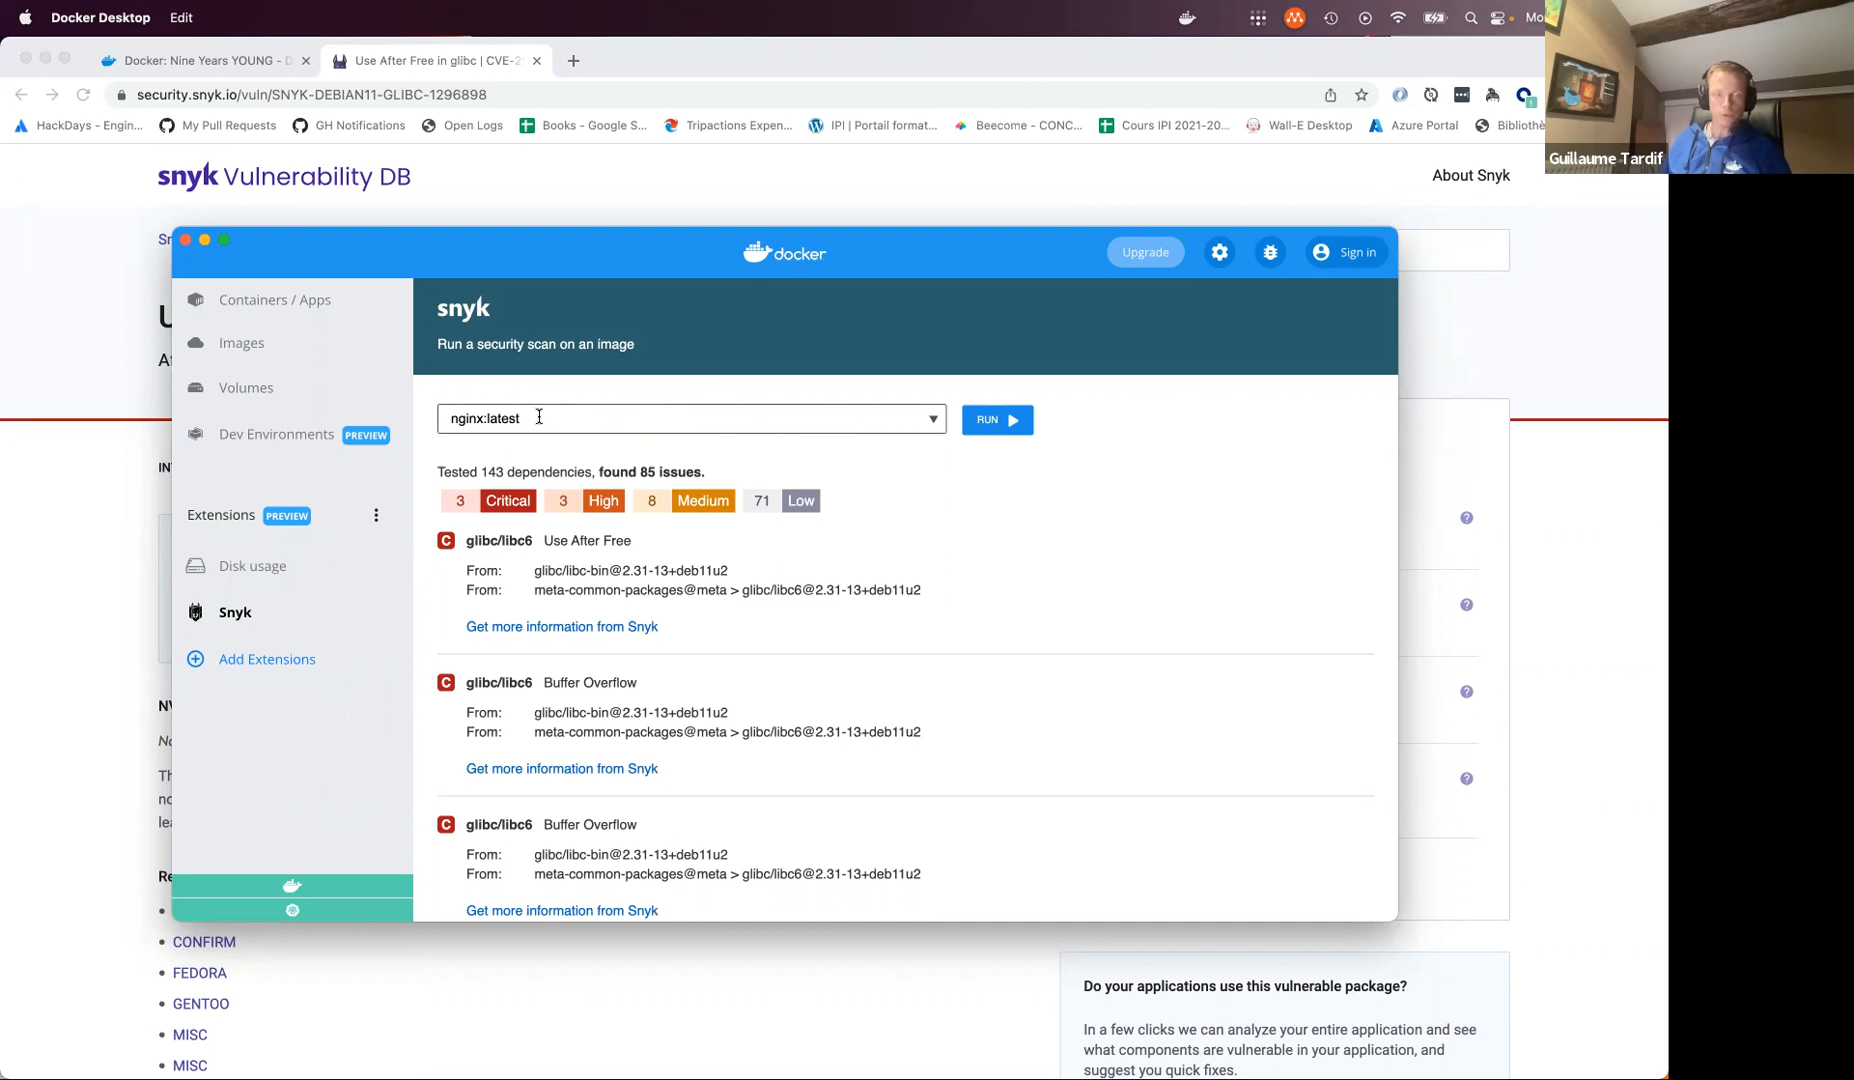 Docker Desktop Edit
Mo
Docker: Nine Years YOUNG - D
Use After Free in glibc | CVE-2
security.snyk.io/vuln/SNYK-DEBIAN11-GLIBC-1296898
HackDays - Engin... My Pull Requests GH Notifications Open Logs Books - Google S... Tripactions Expen... IPI | Portail format... Beecome - CONC... Cours IPI 2021-20... Wall-E Desktop Azure Portal Biblioth
Guillaume Tardif
snyk Vulnerability DB
About Snyk
docker
Upgrade
Sign in
Containers / Apps
Images
Volumes
Dev Environments PREVIEW
Extensions PREVIEW
Disk usage
Snyk
Add Extensions
snyk
Run a security scan on an image
nginx:latest
RUN
Tested 143 dependencies, found 85 issues.
3 Critical 3 High 8 Medium 71 Low
C glibc/libc6 Use After Free
From: glibc/libc-bin@2.31-13+deb11u2
From: meta-common-packages@meta > glibc/libc6@2.31-13+deb11u2
Get more information from Snyk
C glibc/libc6 Buffer Overflow
From: glibc/libc-bin@2.31-13+deb11u2
From: meta-common-packages@meta > glibc/libc6@2.31-13+deb11u2
Get more information from Snyk
C glibc/libc6 Buffer Overflow
From: glibc/libc-bin@2.31-13+deb11u2
From: meta-common-packages@meta > glibc/libc6@2.31-13+deb11u2
Get more information from Snyk
CONFIRM
FEDORA
GENTOO
MISC
MISC
Do your applications use this vulnerable package?
In a few clicks we can analyze your entire application and see
what components are vulnerable in your application, and
suggest you quick fixes.